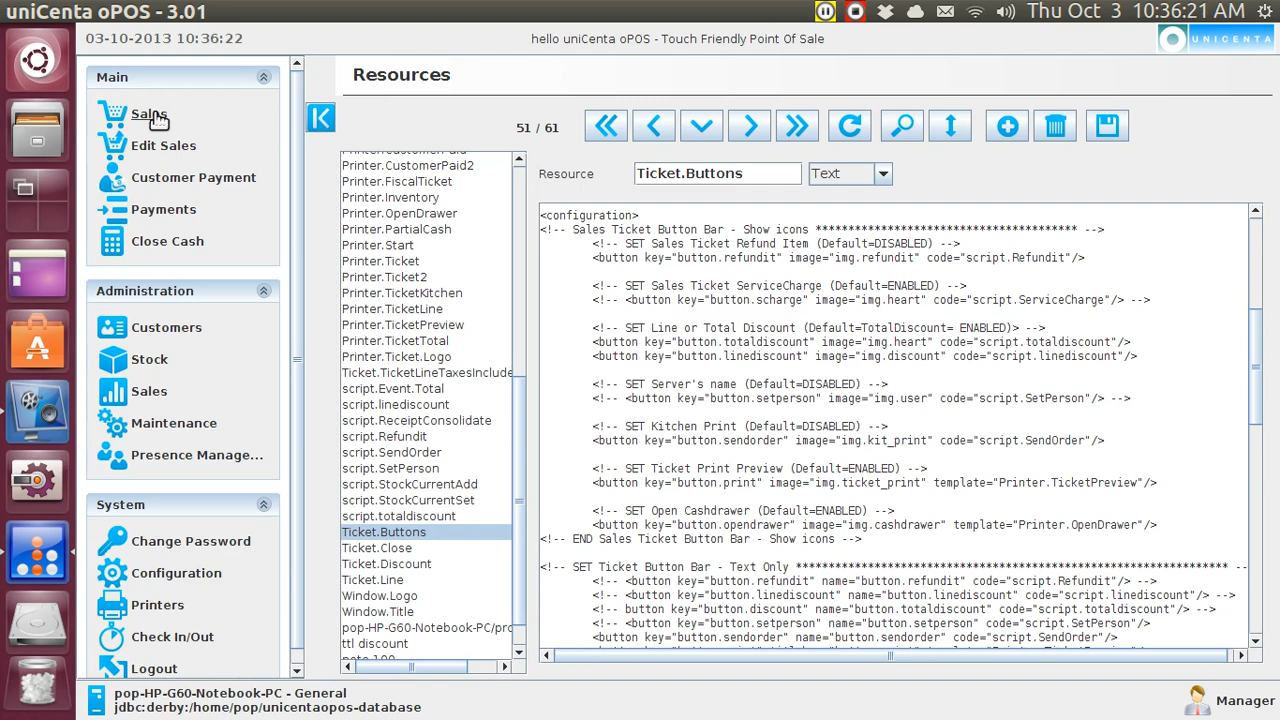 uniCenta oPOS - 3.01
Thu Oct 3 10:36:21 AM
03-10-2013 10:36:22
hello uniCenta oPOS - Touch Friendly Point Of Sale
UNICENTA
Main
Sales
Edit Sales
Customer Payment
Payments
Close Cash
Administration
Customers
Stock
Sales
Maintenance
Presence Manage...
System
Change Password
Configuration
Printers
Check In/Out
Logout
Resources
51 / 61
Printer.CustomerPaid2
Printer.FiscalTicket
Printer.Inventory
Printer.OpenDrawer
Printer.PartialCash
Printer.Start
Printer.Ticket
Printer.Ticket2
Printer.TicketKitchen
Printer.TicketLine
Printer.TicketPreview
Printer.TicketTotal
Printer.Ticket.Logo
Ticket.TicketLineTaxesInclude
script.Event.Total
script.linediscount
script.ReceiptConsolidate
script.Refundit
script.SendOrder
script.SetPerson
script.StockCurrentAdd
script.StockCurrentSet
script.totaldiscount
Ticket.Buttons
Ticket.Close
Ticket.Discount
Ticket.Line
Window.Logo
Window.Title
pop-HP-G60-Notebook-PC/pro
ttl discount
Resource Ticket.Buttons Text
<configuration>
<!-- Sales Ticket Button Bar - Show icons ************************************** -->
<!-- SET Sales Ticket Refund Item (Default=DISABLED) -->
<button key="button.refundit" image="img.refundit" code="script.Refundit"/>
<!-- SET Sales Ticket ServiceCharge (Default=ENABLED) -->
<!-- <button key="button.scharge" image="img.heart" code="script.ServiceCharge"/> -->
<!-- SET Line or Total Discount (Default=TotalDiscount= ENABLED)> -->
<button key="button.totaldiscount" image="img.heart" code="script.totaldiscount"/>
<button key="button.linediscount" image="img.discount" code="script.linediscount"/>
<!-- SET Server's name (Default=DISABLED) -->
<!-- <button key="button.setperson" image="img.user" code="script.SetPerson"/> -->
<!-- SET Kitchen Print (Default=DISABLED) -->
<button key="button.sendorder" image="img.kit_print" code="script.SendOrder"/>
<!-- SET Ticket Print Preview (Default=ENABLED) -->
<button key="button.print" image="img.ticket_print" template="Printer.TicketPreview"/>
<!-- SET Open Cashdrawer (Default=ENABLED) -->
<button key="button.opendrawer" image="img.cashdrawer" template="Printer.OpenDrawer"/>
<!-- END Sales Ticket Button Bar - Show icons -->
<!-- SET Ticket Button Bar - Text Only ***************************************************************** --
<!-- <button key="button.refundit" name="button.refundit" code="script.Refundit"/> -->
<!-- <button key="button.linediscount" name="button.linediscount" code="script.linediscount"/> -->
<!-- button key="button.discount" name="button.totaldiscount" code="script.totaldiscount"/> -->
<!-- <button key="button.setperson" name="button.setperson" code="script.SetPerson"/> -->
<!-- <button key="button.sendorder" name="button.sendorder" code="script.SendOrder"/>
pop-HP-G60-Notebook-PC - General
jdbc:derby:/home/pop/unicentaopos-database
Manager